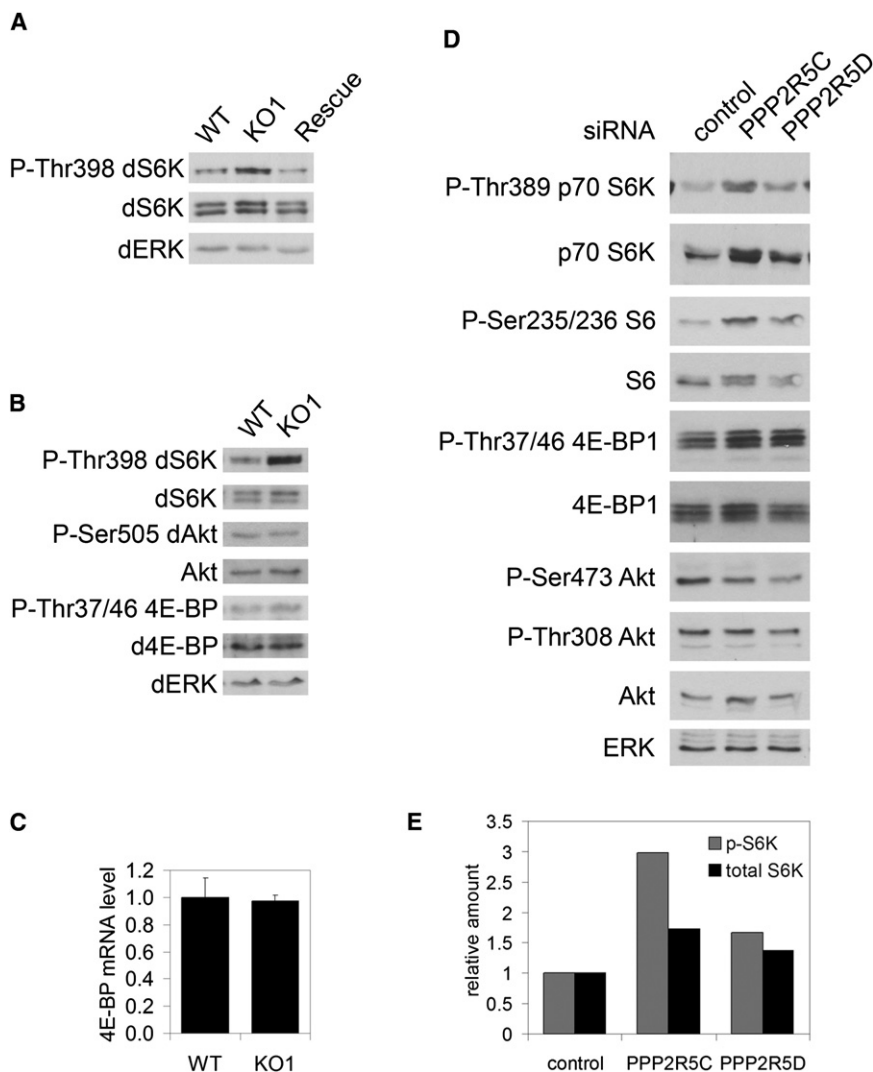 A
WT
KO1
Rescue
P-Thr398 dS6K
dS6K
dERK
B
WT
KO1
P-Thr398 dS6K
dS6K
P-Ser505 dAkt
Akt
P-Thr37/46 4E-BP
d4E-BP
dERK
C
4E-BP mRNA level
1.2
1.0
0.8
0.6
0.4
0.2
0.0
WT
KO1
D
siRNA
control
PPP2R5C
PPP2R5D
P-Thr389 p70 S6K
p70 S6K
P-Ser235/236 S6
S6
P-Thr37/46 4E-BP1
4E-BP1
P-Ser473 Akt
P-Thr308 Akt
Akt
ERK
E
relative amount
3.5
3
2.5
2
1.5
1
0.5
0
p-S6K
total S6K
control
PPP2R5C
PPP2R5D